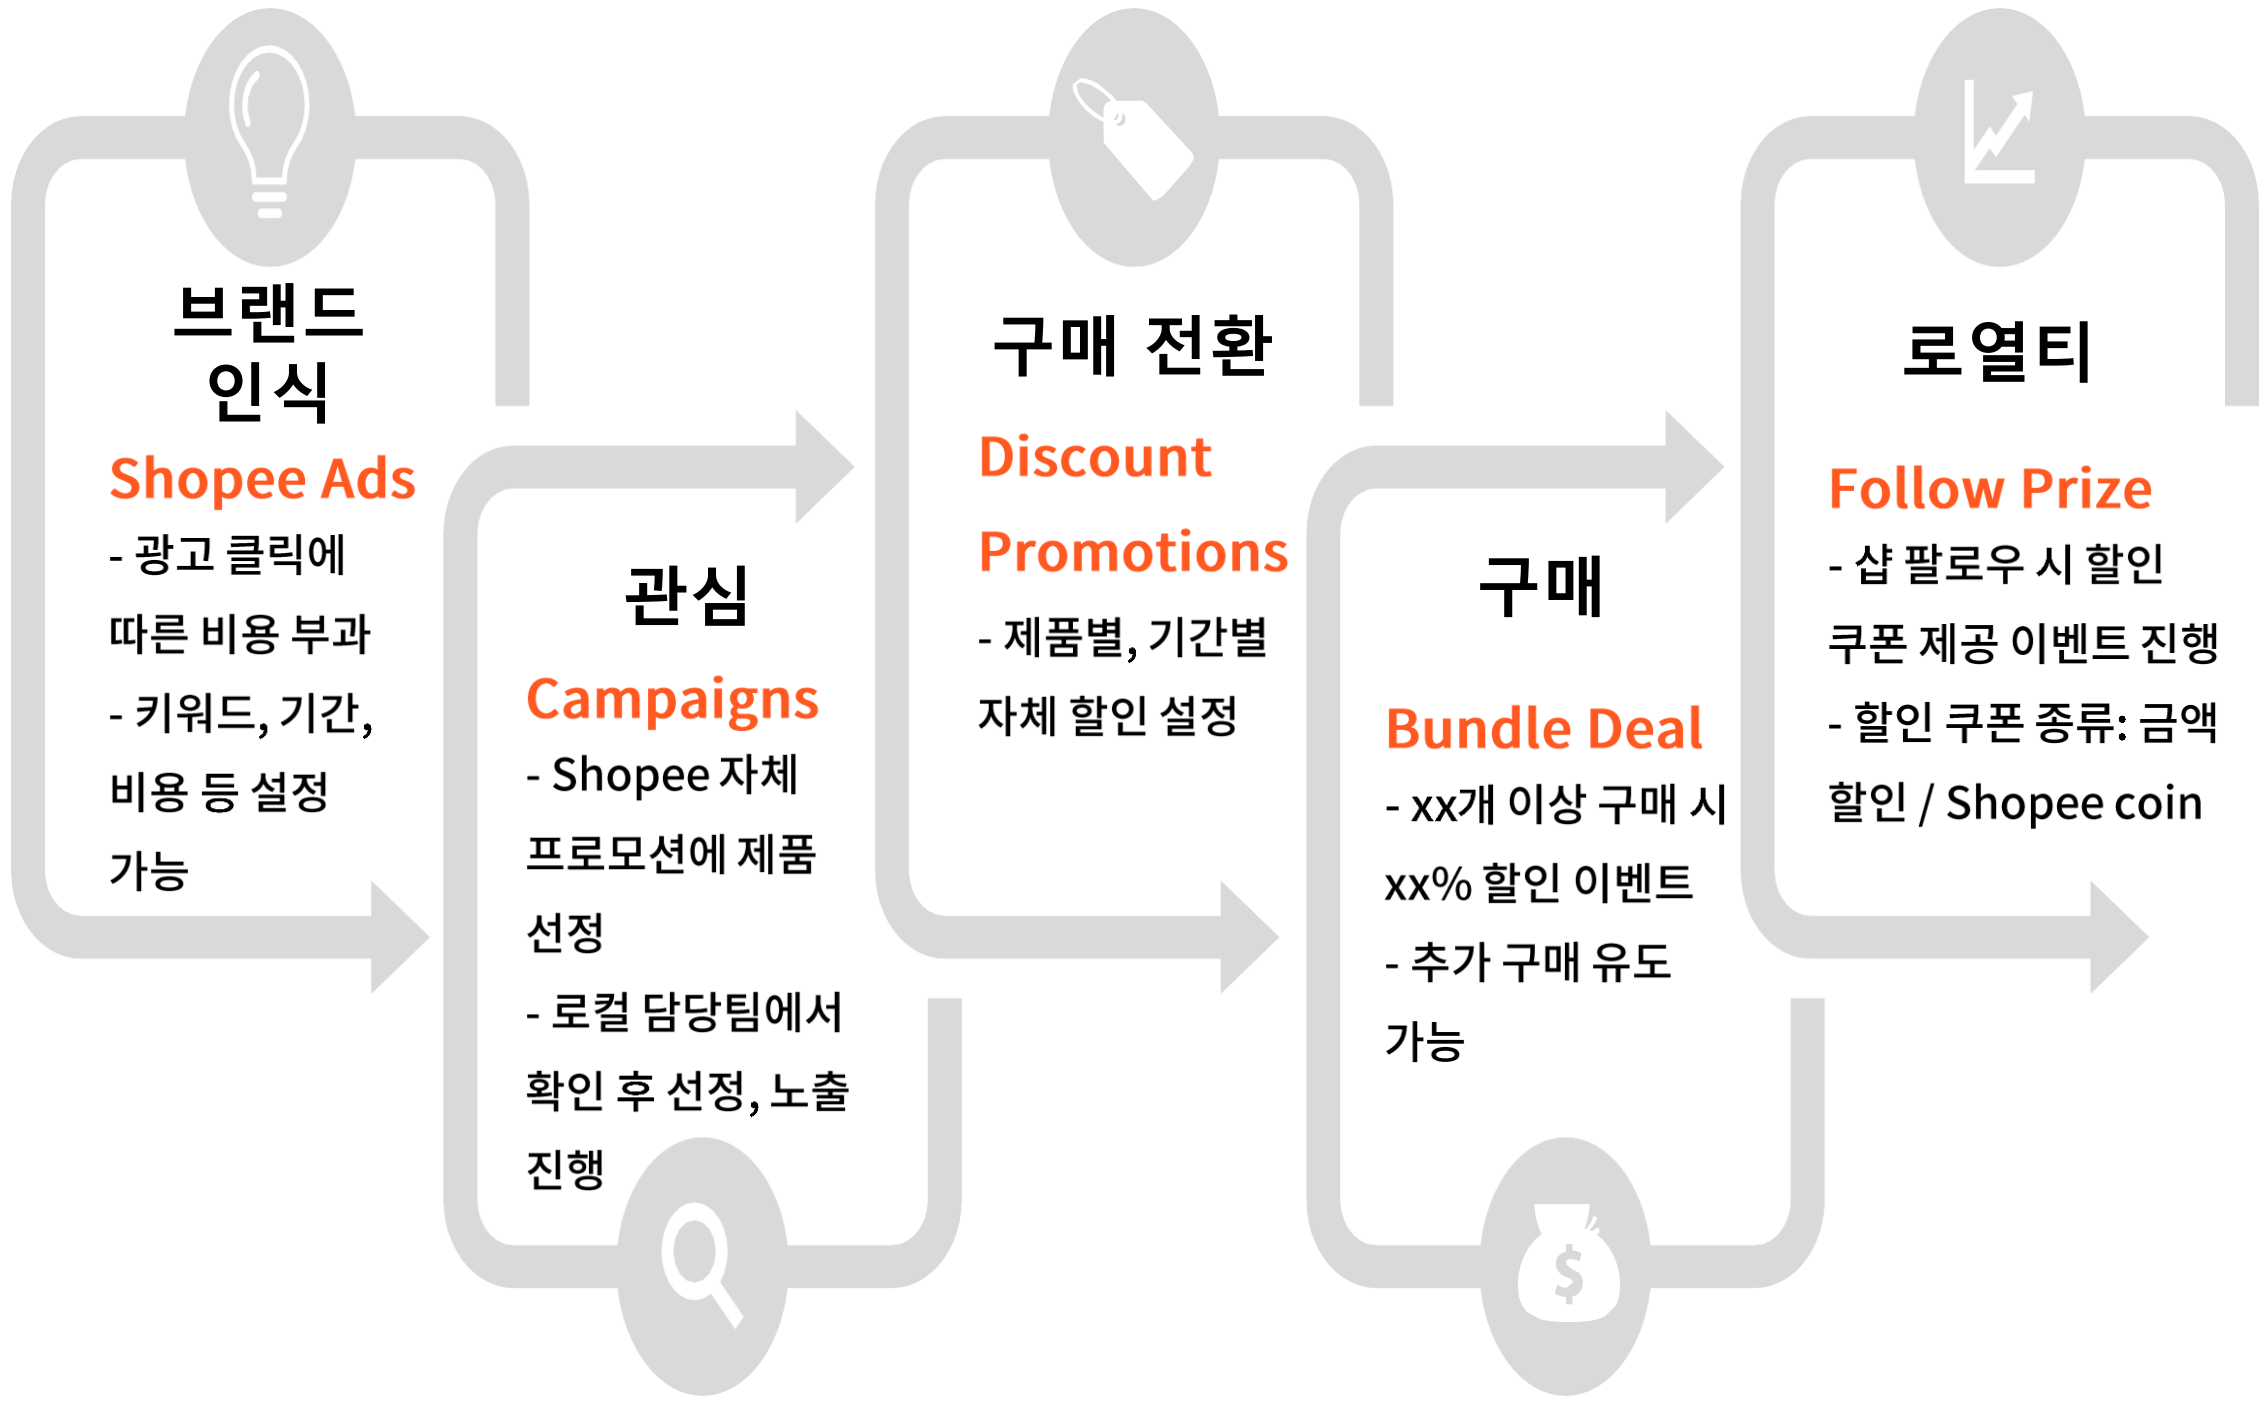 브랜드
인식
Shopee Ads
- 광고 클릭에
따른 비용 부과
- 키워드, 기간,
비용 등 설정
가능
관심
Campaigns
- Shopee 자체
프로모션에 제품
선정
- 로컬 담당팀에서
확인 후 선정, 노출
진행
구매 전환
Discount
Promotions
- 제품별, 기간별
자체 할인 설정
구매
Bundle Deal
- xx개 이상 구매 시
xx% 할인 이벤트
- 추가 구매 유도
가능
$
로열티
Follow Prize
- 샵 팔로우 시 할인
쿠폰 제공 이벤트 진행
- 할인 쿠폰 종류: 금액
할인 / Shopee coin